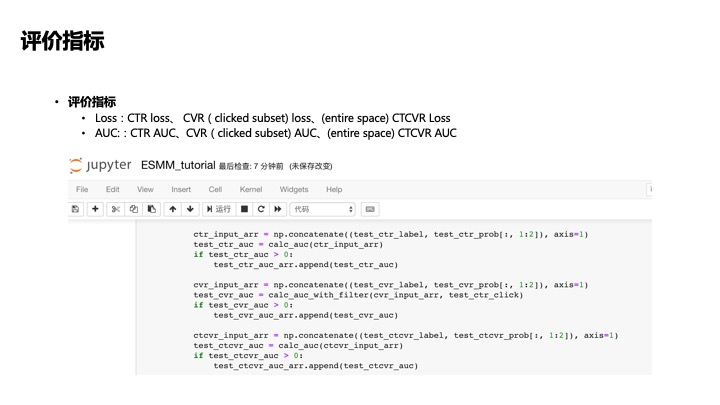 评价指标
• 评价指标
• Loss：CTR loss、 CVR ( clicked subset) loss、(entire space) CTCVR Loss
• AUC:：CTR AUC、CVR ( clicked subset) AUC、(entire space) CTCVR AUC
jupyter ESMM_tutorial 最后检查: 7 分钟前 (未保存改变)
File Edit View Insert Cell Kernel Widgets Help
运行 代码
ctr_input_arr = np.concatenate((test_ctr_label, test_ctr_prob[:, 1:2]), axis=1)
test_ctr_auc = calc_auc(ctr_input_arr)
if test_ctr_auc > 0:
    test_ctr_auc_arr.append(test_ctr_auc)
cvr_input_arr = np.concatenate((test_cvr_label, test_cvr_prob[:, 1:2]), axis=1)
test_cvr_auc = calc_auc_with_filter(cvr_input_arr, test_ctr_click)
if test_cvr_auc > 0:
    test_cvr_auc_arr.append(test_cvr_auc)
ctcvr_input_arr = np.concatenate((test_ctcvr_label, test_ctcvr_prob[:, 1:2]), axis=1)
test_ctcvr_auc = calc_auc(ctcvr_input_arr)
if test_ctcvr_auc > 0:
    test_ctcvr_auc_arr.append(test_ctcvr_auc)